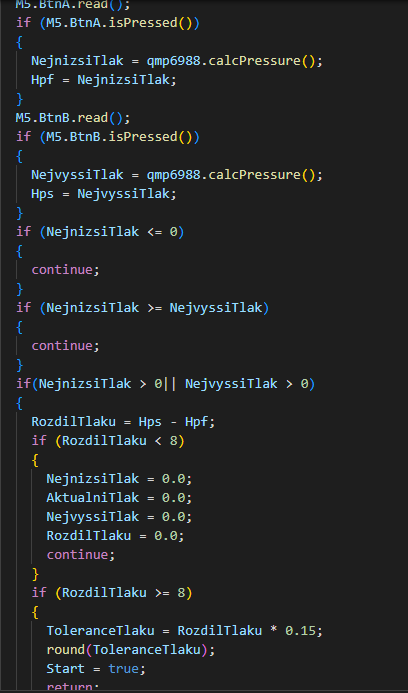 M5.BtnA.read();
if (M5.BtnA.isPressed())
{
NejnizsiTlak = qmp6988.calcPressure();
Hpf = NejnizsiTlak;
}
M5.BtnB.read();
if (M5.BtnB.isPressed())
{
NejvyssiTlak = qmp6988.calcPressure();
Hps = NejvyssiTlak;
}
if (NejnizsiTlak <= 0)
{
continue;
}
if (NejnizsiTlak >= NejvyssiTlak)
{
continue;
}
if(NejnizsiTlak > 0|| NejvyssiTlak > 0)
{
RozdilTlaku = Hps - Hpf;
if (RozdilTlaku < 8)
{
NejnizsiTlak = 0.0;
AktualniTlak = 0.0;
NejvyssiTlak = 0.0;
RozdilTlaku = 0.0;
continue;
}
if (RozdilTlaku >= 8)
{
ToleranceTlaku = RozdilTlaku * 0.15;
round(ToleranceTlaku);
Start = true;
return;